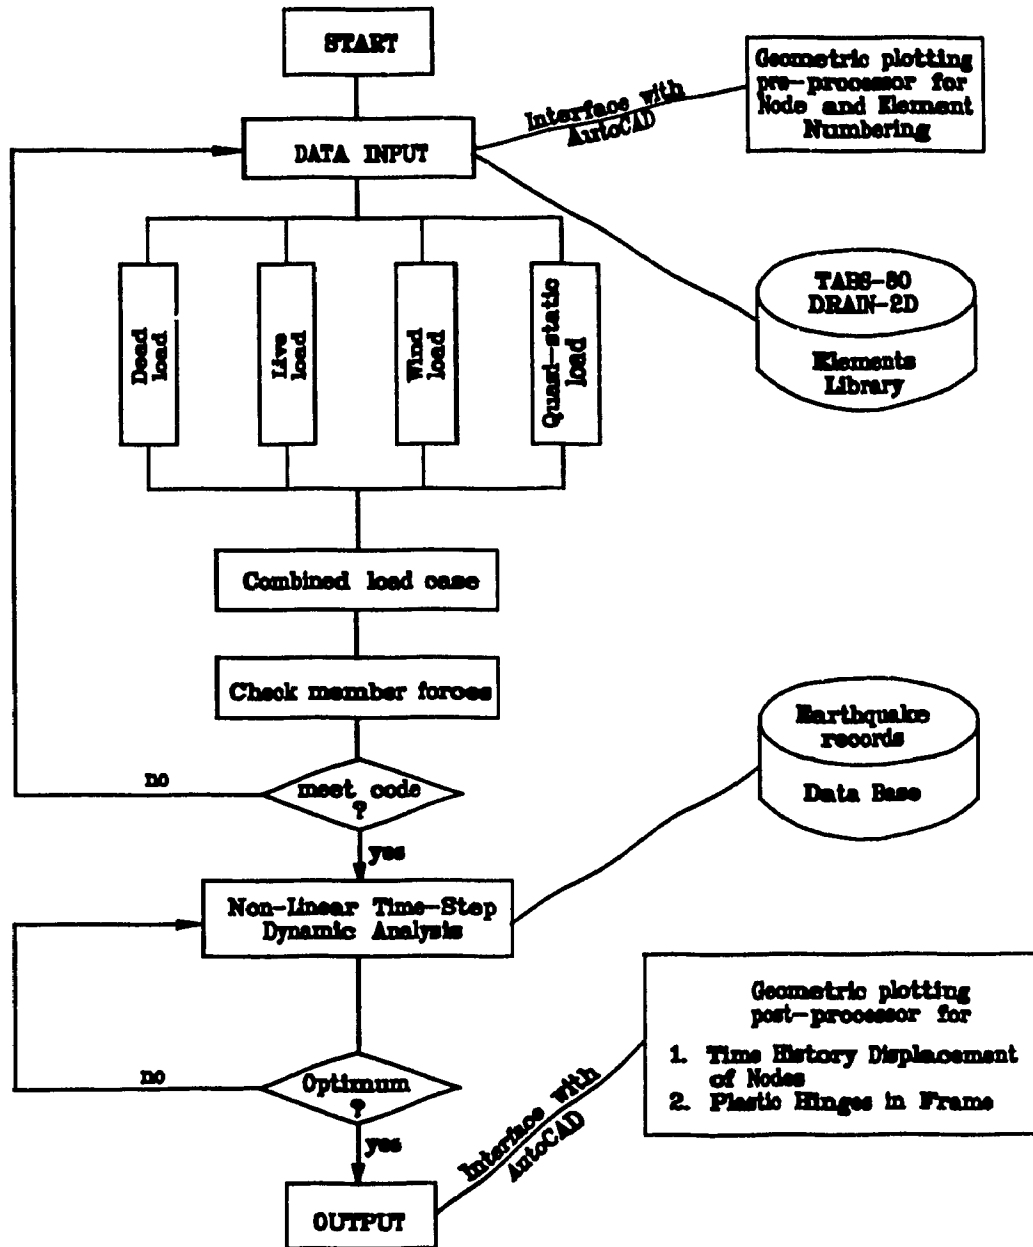 START
Geometric plotting
pre-processor for
Node and Element
Numbering
Interface with
AutoCAD
DATA INPUT
TABS-80
DRAIN-2D
Elements
Library
Dead
load
Live
load
Wind
load
Quasi-static
load
Combined load case
Check member forces
Earthquake
records
Data Base
no
meet code
?
yes
Non-Linear Time-Step
Dynamic Analysis
Geometric plotting
post-processor for
1. Time History Displacement
of Nodes
2. Plastic Hinges in Frame
no
Optimum
?
yes
Interface with
AutoCAD
OUTPUT